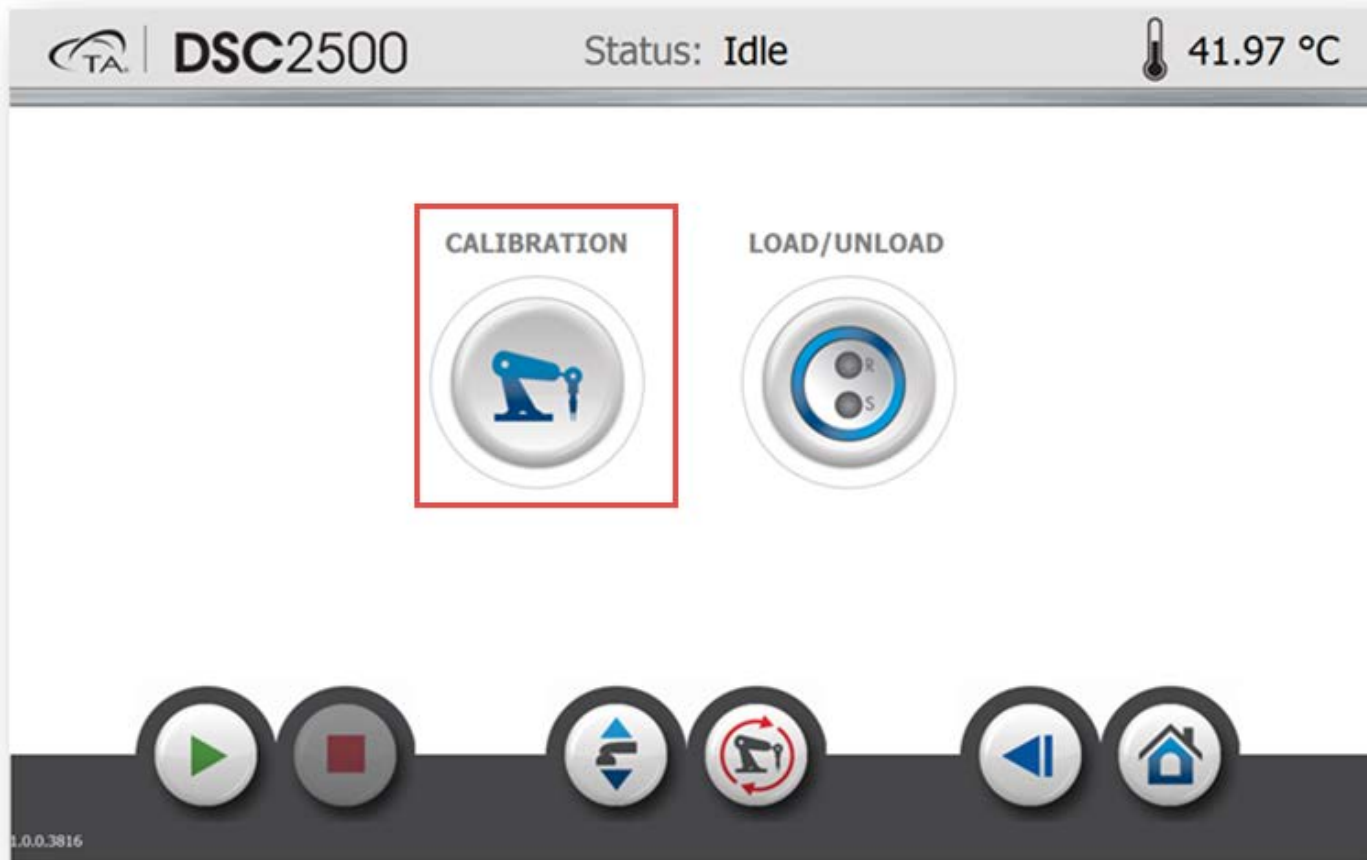 TA. DSC2500 Status: Idle 41.97 °C
CALIBRATION LOAD/UNLOAD
R
S
1.0.0.3816